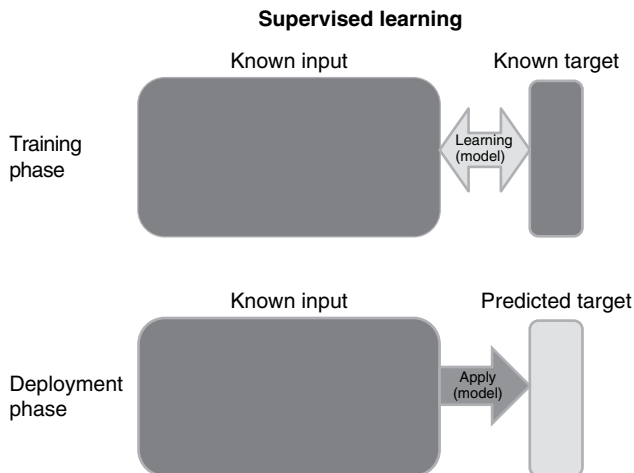 Supervised learning
Known input
Known target
Training
phase
Learning
(model)
Known input
Predicted target
Deployment
phase
Apply
(model)